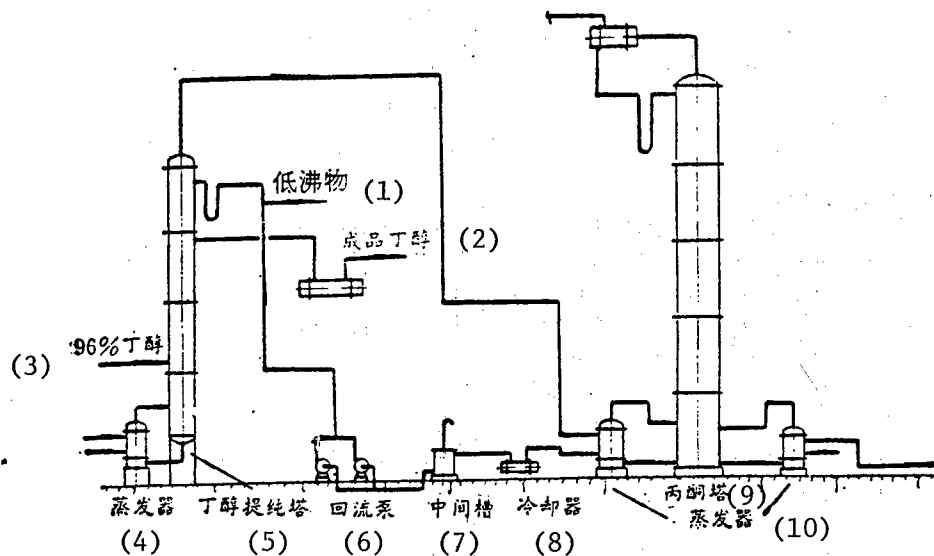 低沸物 (1)
成品丁醇 (2)
96%丁醇
(3)
蒸发器 丁醇提纯塔 回流泵 中间槽 冷却器 丙酮塔(9)
蒸发器
(4) (5) (6) (7) (8) (10)